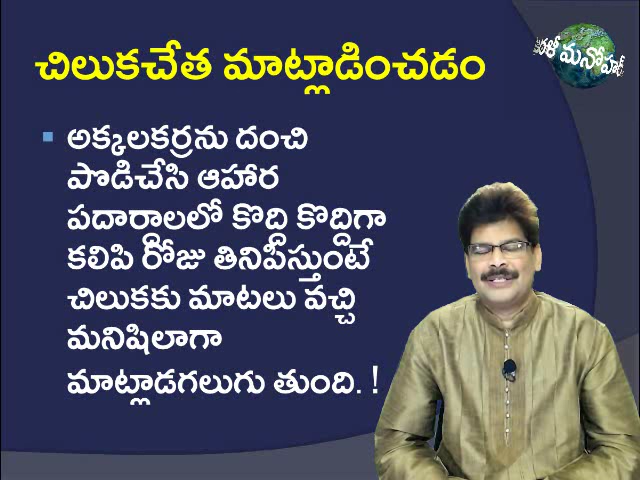 చిలుకచేత మాట్లాడించడం
అక్కలకర్రను దంచి
పొడిచేసి ఆహార
పదార్ధాలలో కొద్ది కొద్దిగా
కలిపి రోజు తినిపిస్తుంటే
చిలుకకు మాటలు వచ్చి
మనిషిలాగా
మాట్లాడగలుగు తుంది. !